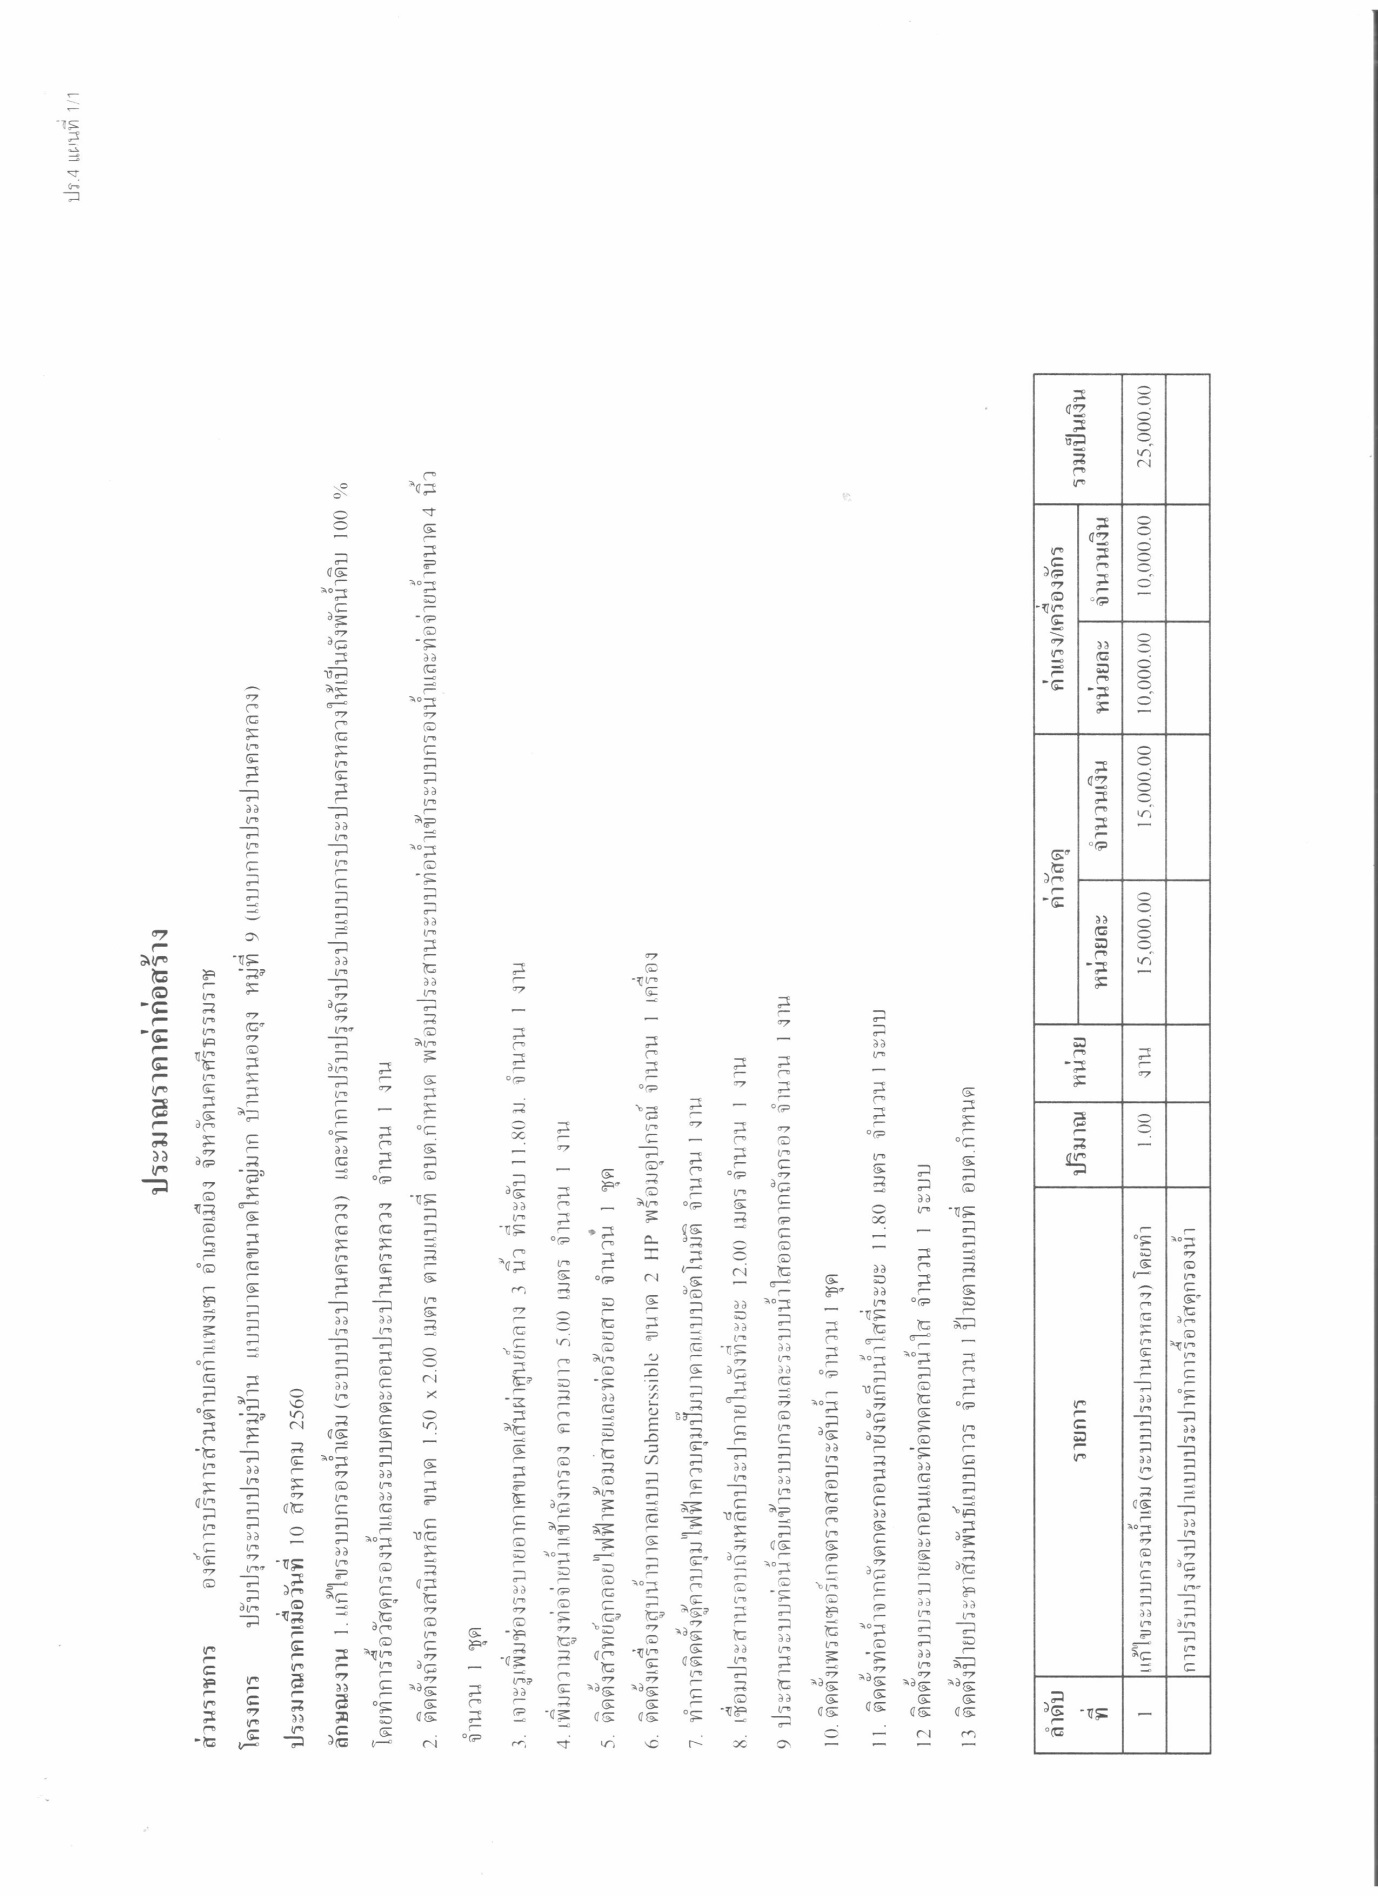 ปร.4 แผนที่ 1/1
ประมาณราคาค่าก่อสร้าง
ส่วนราชการ องค์การบริหารส่วนตำบลกำแพงเซา อำเภอเมือง จังหวัดนครศรีธรรมราช
โครงการ ปรับปรุงระบบประปาหมู่บ้าน แบบบาดาลขนาดใหญ่มาก บ้านหนองลุง หมู่ที่ 9 (แบบการประปานครหลวง)
ประมาณราคาเมื่อวันที่ 10 สิงหาคม 2560
ลักษณะงาน 1.แก้ไขระบบกรองน้ำเดิม (ระบบประปานครหลวง) และทำการปรับปรุงถังประปาแบบการประปานครหลวงให้เป็นถังพักน้ำดิบ 100 %
โดยทำการรื้อวัสดุกรองน้ำและระบบตกตะกอนประปานครหลวง จำนวน 1 งาน
2. ติดตั้งถังกรองสนิมเหล็ก ขนาด 1.50 x 2.00 เมตร ตามแบบที่ อบต.กำหนด พร้อมประสานระบบท่อน้ำเข้าระบบกรองน้ำและท่อจ่ายน้ำขนาด 4 นิ้ว
จำนวน 1 ชุด
3. เจาะรูเพิ่มช่องระบายอากาศขนาดเส้นผ่าศูนย์กลาง 3 นิ้ว ที่ระดับ 11.80 ม. จำนวน 1 งาน
4.เพิ่มความสูงท่อจ่ายน้ำเข้าถังกรอง ความยาว 5.00 เมตร จำนวน 1 งาน
5. ติดตั้งสวิทย์ลูกลอยไฟฟ้าพร้อมสายและท่อร้อยสาย จำนวน 1 ชุด
6. ติดตั้งเครื่องสูบน้ำบาดาลแบบ Submerssible ขนาด 2 HP พร้อมอุปกรณ์ จำนวน 1 เครื่อง
7. ทำการติดตั้งตู้ควบคุมไฟฟ้าควบคุมปั๊มบาดาลแบบอัตโนมัติ จำนวน 1 งาน
8. เชื่อมประสานรอบถังเหล็กประปาภายในถังที่ระยะ 12.00 เมตร จำนวน 1 งาน
9 ประสานระบบท่อน้ำดิบเข้าระบบกรองและระบบน้ำใสออกจากถังกรอง จำนวน 1 งาน
10. ติดตั้งเพรสเชอร์เกจตรวจสอบระดับน้ำ จำนวน 1 ชุด
11. ติดตั้งท่อน้ำจากถังตกตะกอนมายังถังเก็บน้ำใสที่ระยะ 11.80 เมตร จำนวน 1 ระบบ
12 ติดตั้งระบบระบายตะกอนและท่อทดสอบน้ำใส จำนวน 1 ระบบ
13 ติดตั้งป้ายประชาสัมพันธ์แบบถาวร จำนวน 1 ป้ายตามแบบที่ อบต.กำหนด
ลำดับที่ รายการ ปริมาณ หน่วย ค่าวัสดุ ค่าแรง/เครื่องจักร รวมเป็นเงิน
หน่วยละ จำนวนเงิน หน่วยละ จำนวนเงิน
1 แก้ไขระบบกรองน้ำเดิม (ระบบประปานครหลวง) โดยทำ 1.00 งาน 15,000.00 15,000.00 10,000.00 10,000.00 25,000.00
การปรับปรุงถังประปาแบบประปาทำการรื้อวัสดุกรองน้ำ